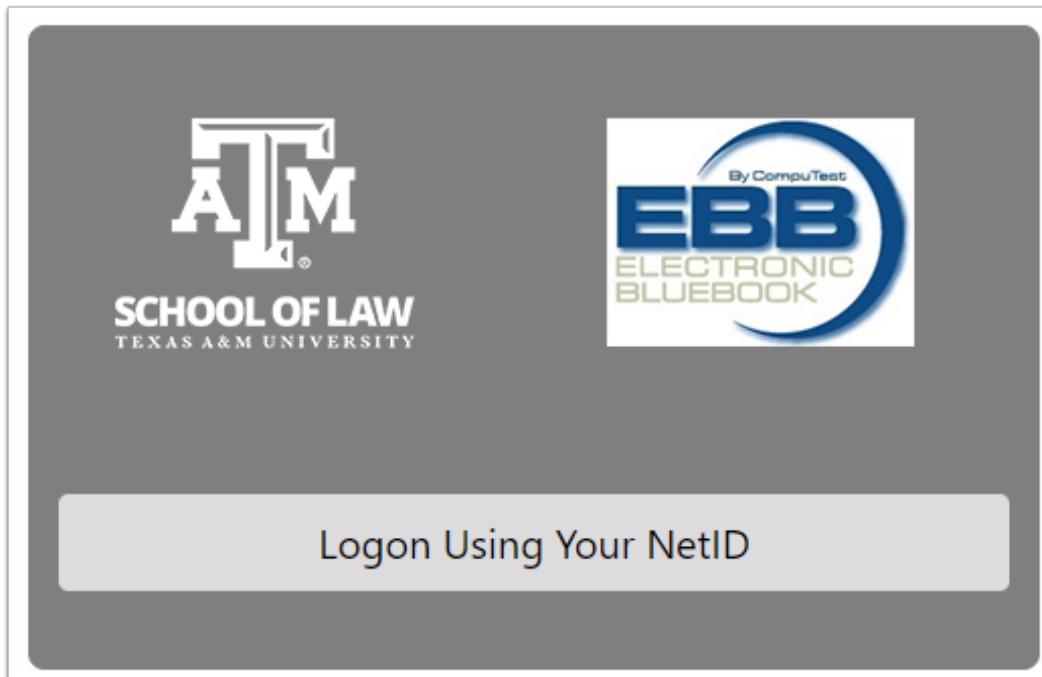 ATM
SCHOOL OF LAW
TEXAS A&M UNIVERSITY
By CompuTest
EBB
ELECTRONIC
BLUEBOOK
Logon Using Your NetID